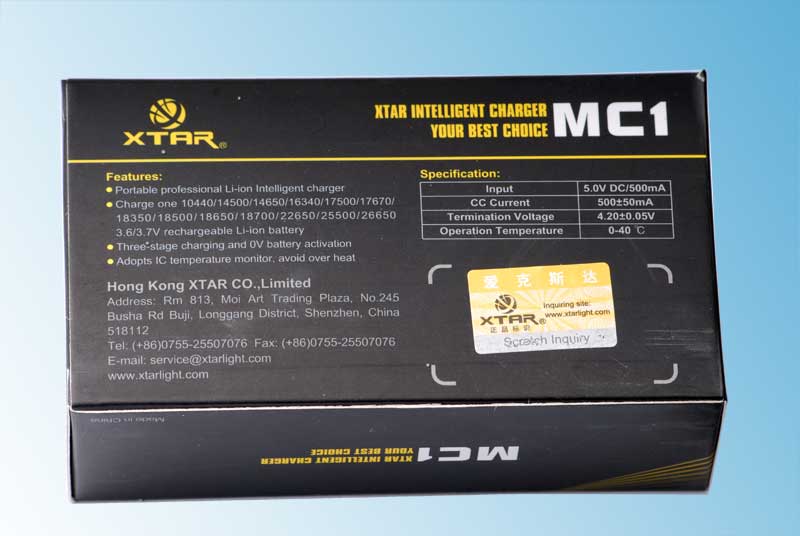 XTAR®
XTAR INTELLIGENT CHARGER
YOUR BEST CHOICE
MC1
Features:
• Portable professional Li-ion Intelligent charger
• Charge one 10440/14500/14650/16340/17500/17670/
18350/18500/18650/18700/22650/25500/26650
3.6/3.7V rechargeable Li-ion battery
• Three-stage charging and 0V battery activation
• Adopts IC temperature monitor, avoid over heat
Hong Kong XTAR CO.,Limited
Address: Rm 813, Moi Art Trading Plaza, No.245
Busha Rd Buji, Longgang District, Shenzhen, China
518112
Tel: (+86)0755-25507076 Fax: (+86)0755-25507076
E-mail: service@xtarlight.com
www.xtarlight.com
Specification:
Input 5.0V DC/500mA
CC Current 500±50mA
Termination Voltage 4.20±0.05V
Operation Temperature 0-40 ℃
爱克斯达
XTAR®
正品标识
Inquiring site:
www.xtarlight.com
Scratch Inquiry
Made in China
XTAR INTELLIGENT CHARGER
YOUR BEST CHOICE
MC1